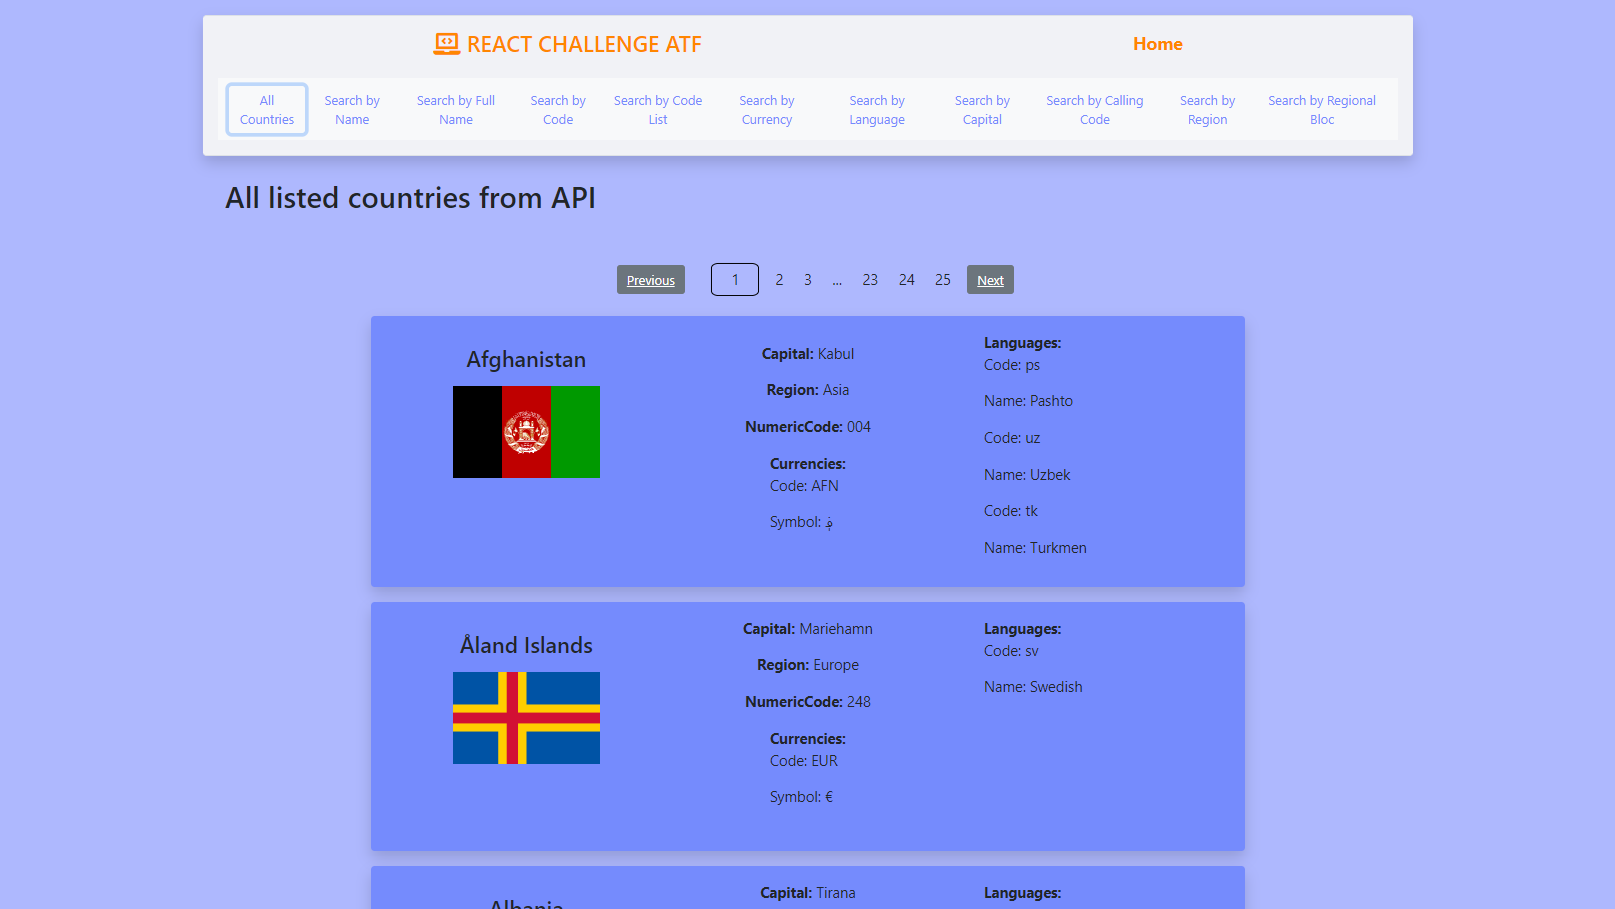 REACT CHALLENGE ATF
Home
All Countries
Search by Name
Search by Full Name
Search by Code
Search by Code List
Search by Currency
Search by Language
Search by Capital
Search by Calling Code
Search by Region
Search by Regional Bloc
All listed countries from API
Previous 1 2 3 ... 23 24 25 Next
Afghanistan
Capital: Kabul
Region: Asia
NumericCode: 004
Currencies:
Code: AFN
Symbol: ؋
Languages:
Code: ps
Name: Pashto
Code: uz
Name: Uzbek
Code: tk
Name: Turkmen
Åland Islands
Capital: Mariehamn
Region: Europe
NumericCode: 248
Currencies:
Code: EUR
Symbol: €
Languages:
Code: sv
Name: Swedish
Albania
Capital: Tirana
Languages: